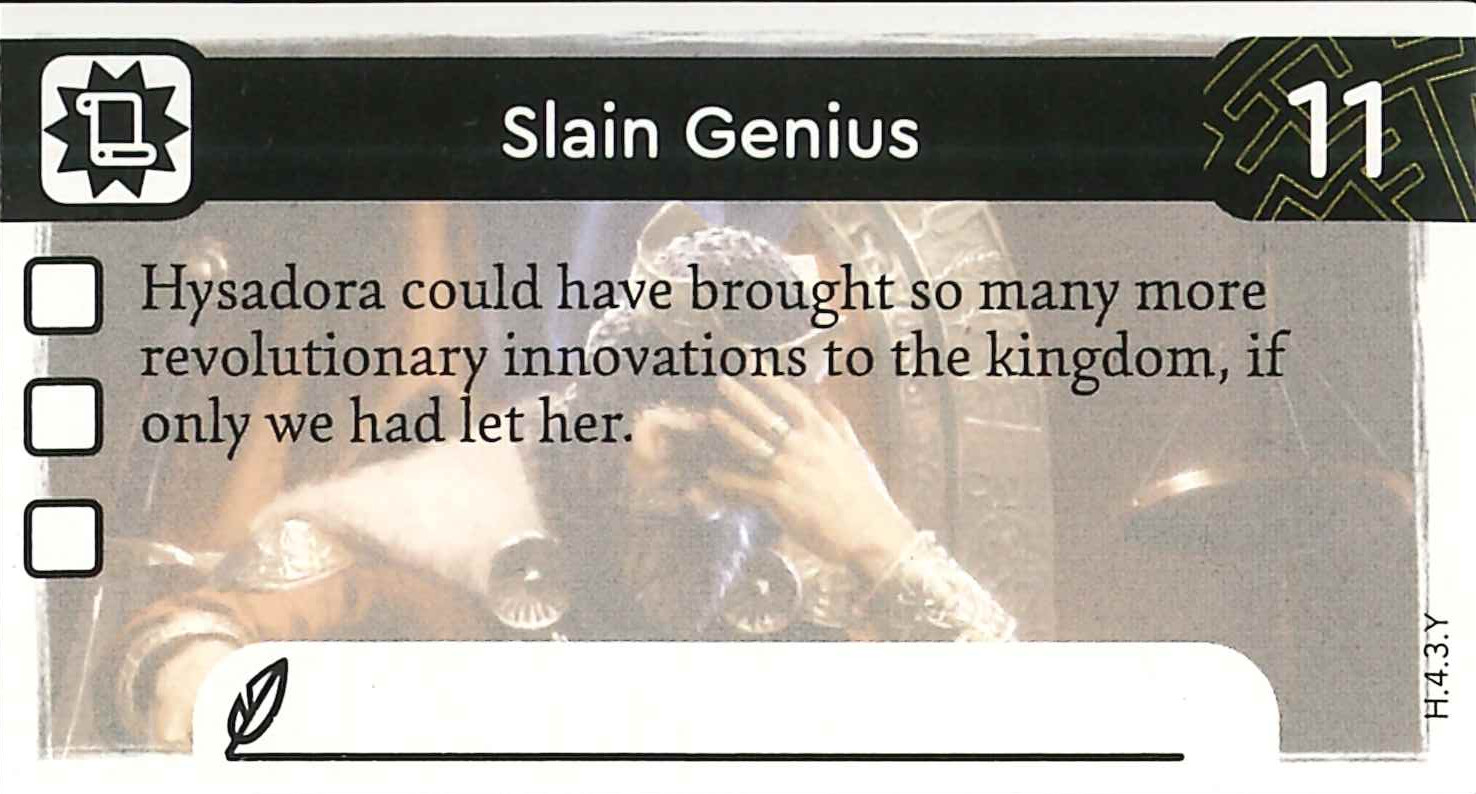 Slain Genius
11
Hysadora could have brought so many more
revolutionary innovations to the kingdom, if
only we had let her.
H.4.3.Y